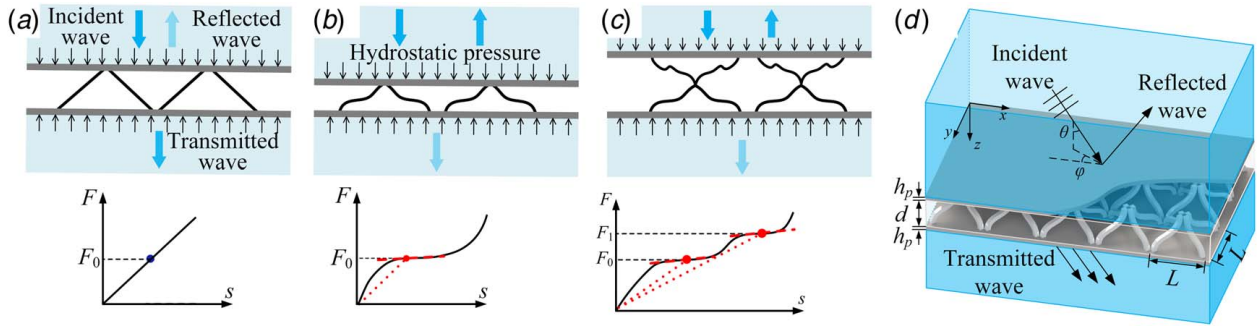 (a)
Incident
wave
Reflected
wave
Transmitted
wave
F
F0
s
(b)
Hydrostatic pressure
F
F0
s
(c)
F
F1
F0
s
(d)
Incident
wave
Reflected
wave
x
y
z
θ
φ
hp
d
hp
L
L
Transmitted
wave